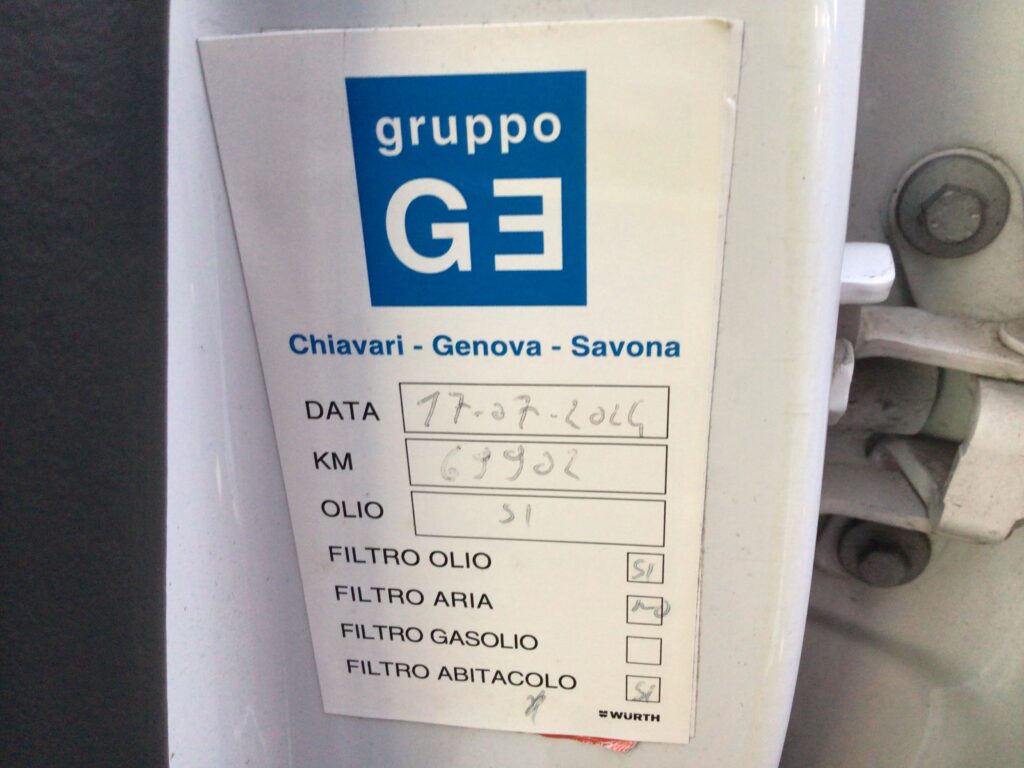 gruppo
GE
Chiavari - Genova - Savona
DATA 17-07-2024
KM 69902
OLIO SI
FILTRO OLIO SI
FILTRO ARIA NO
FILTRO GASOLIO
FILTRO ABITACOLO SI
WURTH